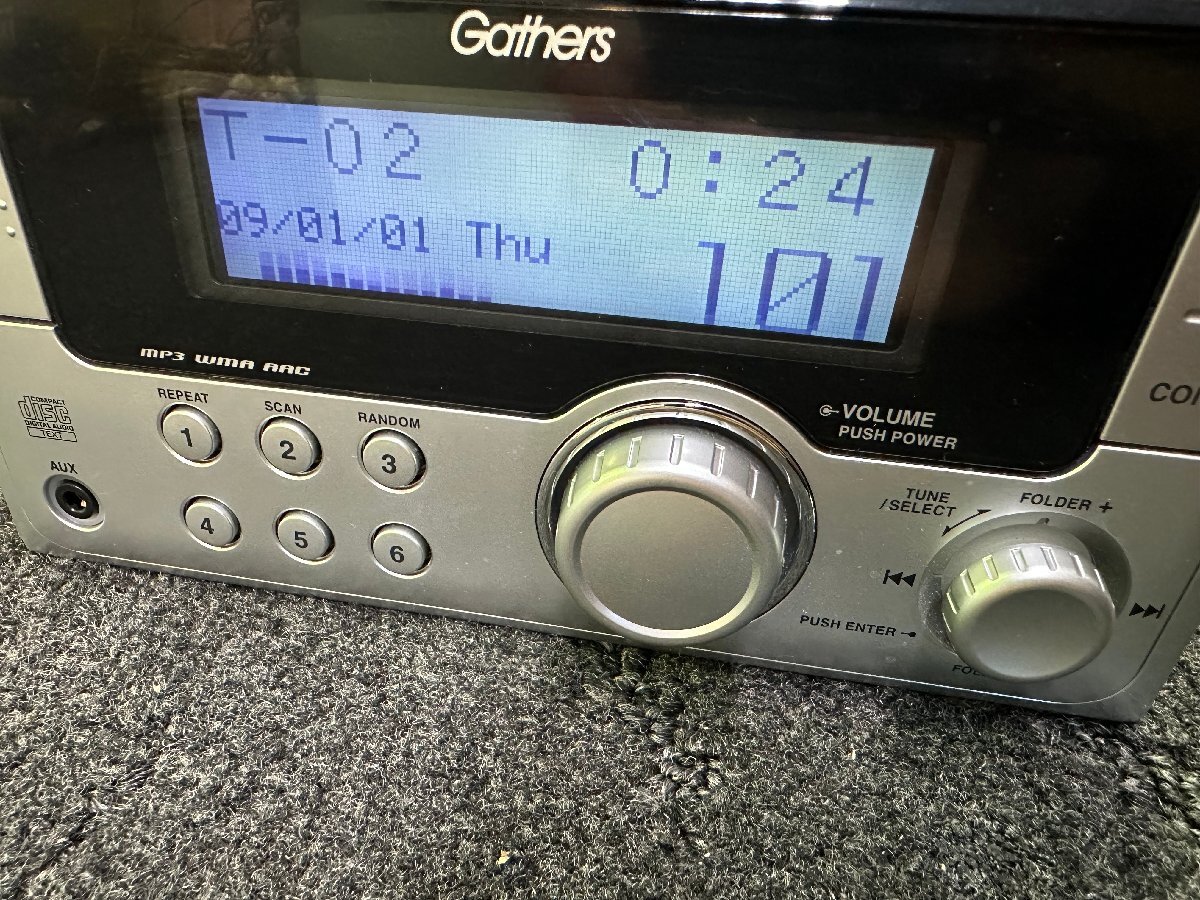 Gathers
T-02 0:24
09/01/01 Thu
101
MP3 WMA AAC
COMPACT
disc
DIGITAL AUDIO
TEXT
REPEAT
SCAN
RANDOM
1
2
3
AUX
4
5
6
VOLUME
PUSH POWER
TUNE
/SELECT
FOLDER +
PUSH ENTER